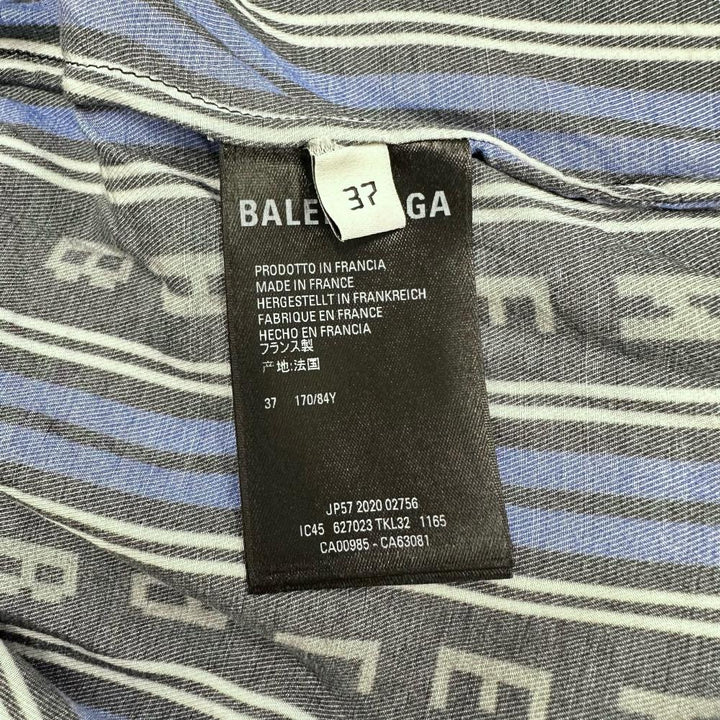 37
BALE GA
PRODOTTO IN FRANCIA
MADE IN FRANCE
HERGESTELLT IN FRANKREICH
FABRIQUE EN FRANCE
HECHO EN FRANCIA
フランス製
产地:法国
37 170/84Y
JP57 2020 02756
IC45 627023 TKL32 1165
CA00985 - CA63081